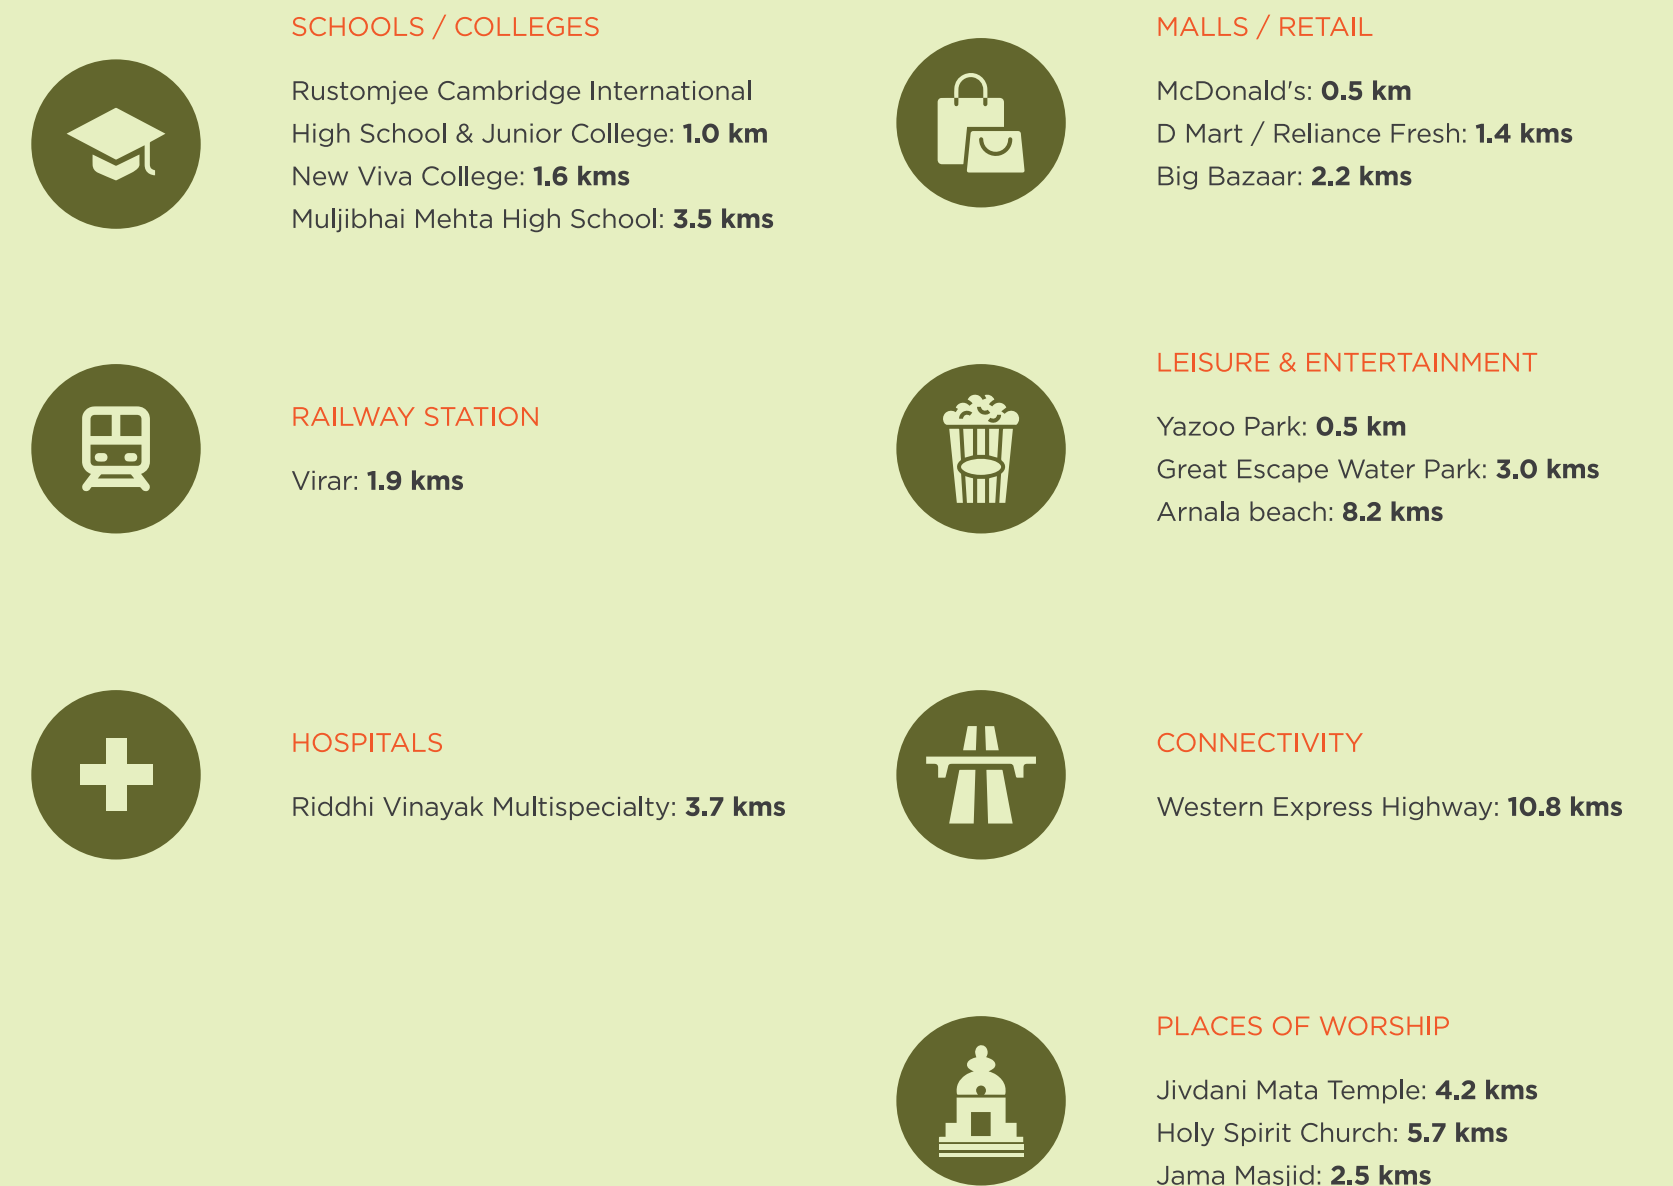 SCHOOLS / COLLEGES
Rustomjee Cambridge International
High School & Junior College: 1.0 km
New Viva College: 1.6 kms
Muljibhai Mehta High School: 3.5 kms
MALLS / RETAIL
McDonald's: 0.5 km
D Mart / Reliance Fresh: 1.4 kms
Big Bazaar: 2.2 kms
RAILWAY STATION
Virar: 1.9 kms
LEISURE & ENTERTAINMENT
Yazoo Park: 0.5 km
Great Escape Water Park: 3.0 kms
Arnala beach: 8.2 kms
HOSPITALS
Riddhi Vinayak Multispecialty: 3.7 kms
CONNECTIVITY
Western Express Highway: 10.8 kms
PLACES OF WORSHIP
Jivdani Mata Temple: 4.2 kms
Holy Spirit Church: 5.7 kms
Jama Masjid: 2.5 kms